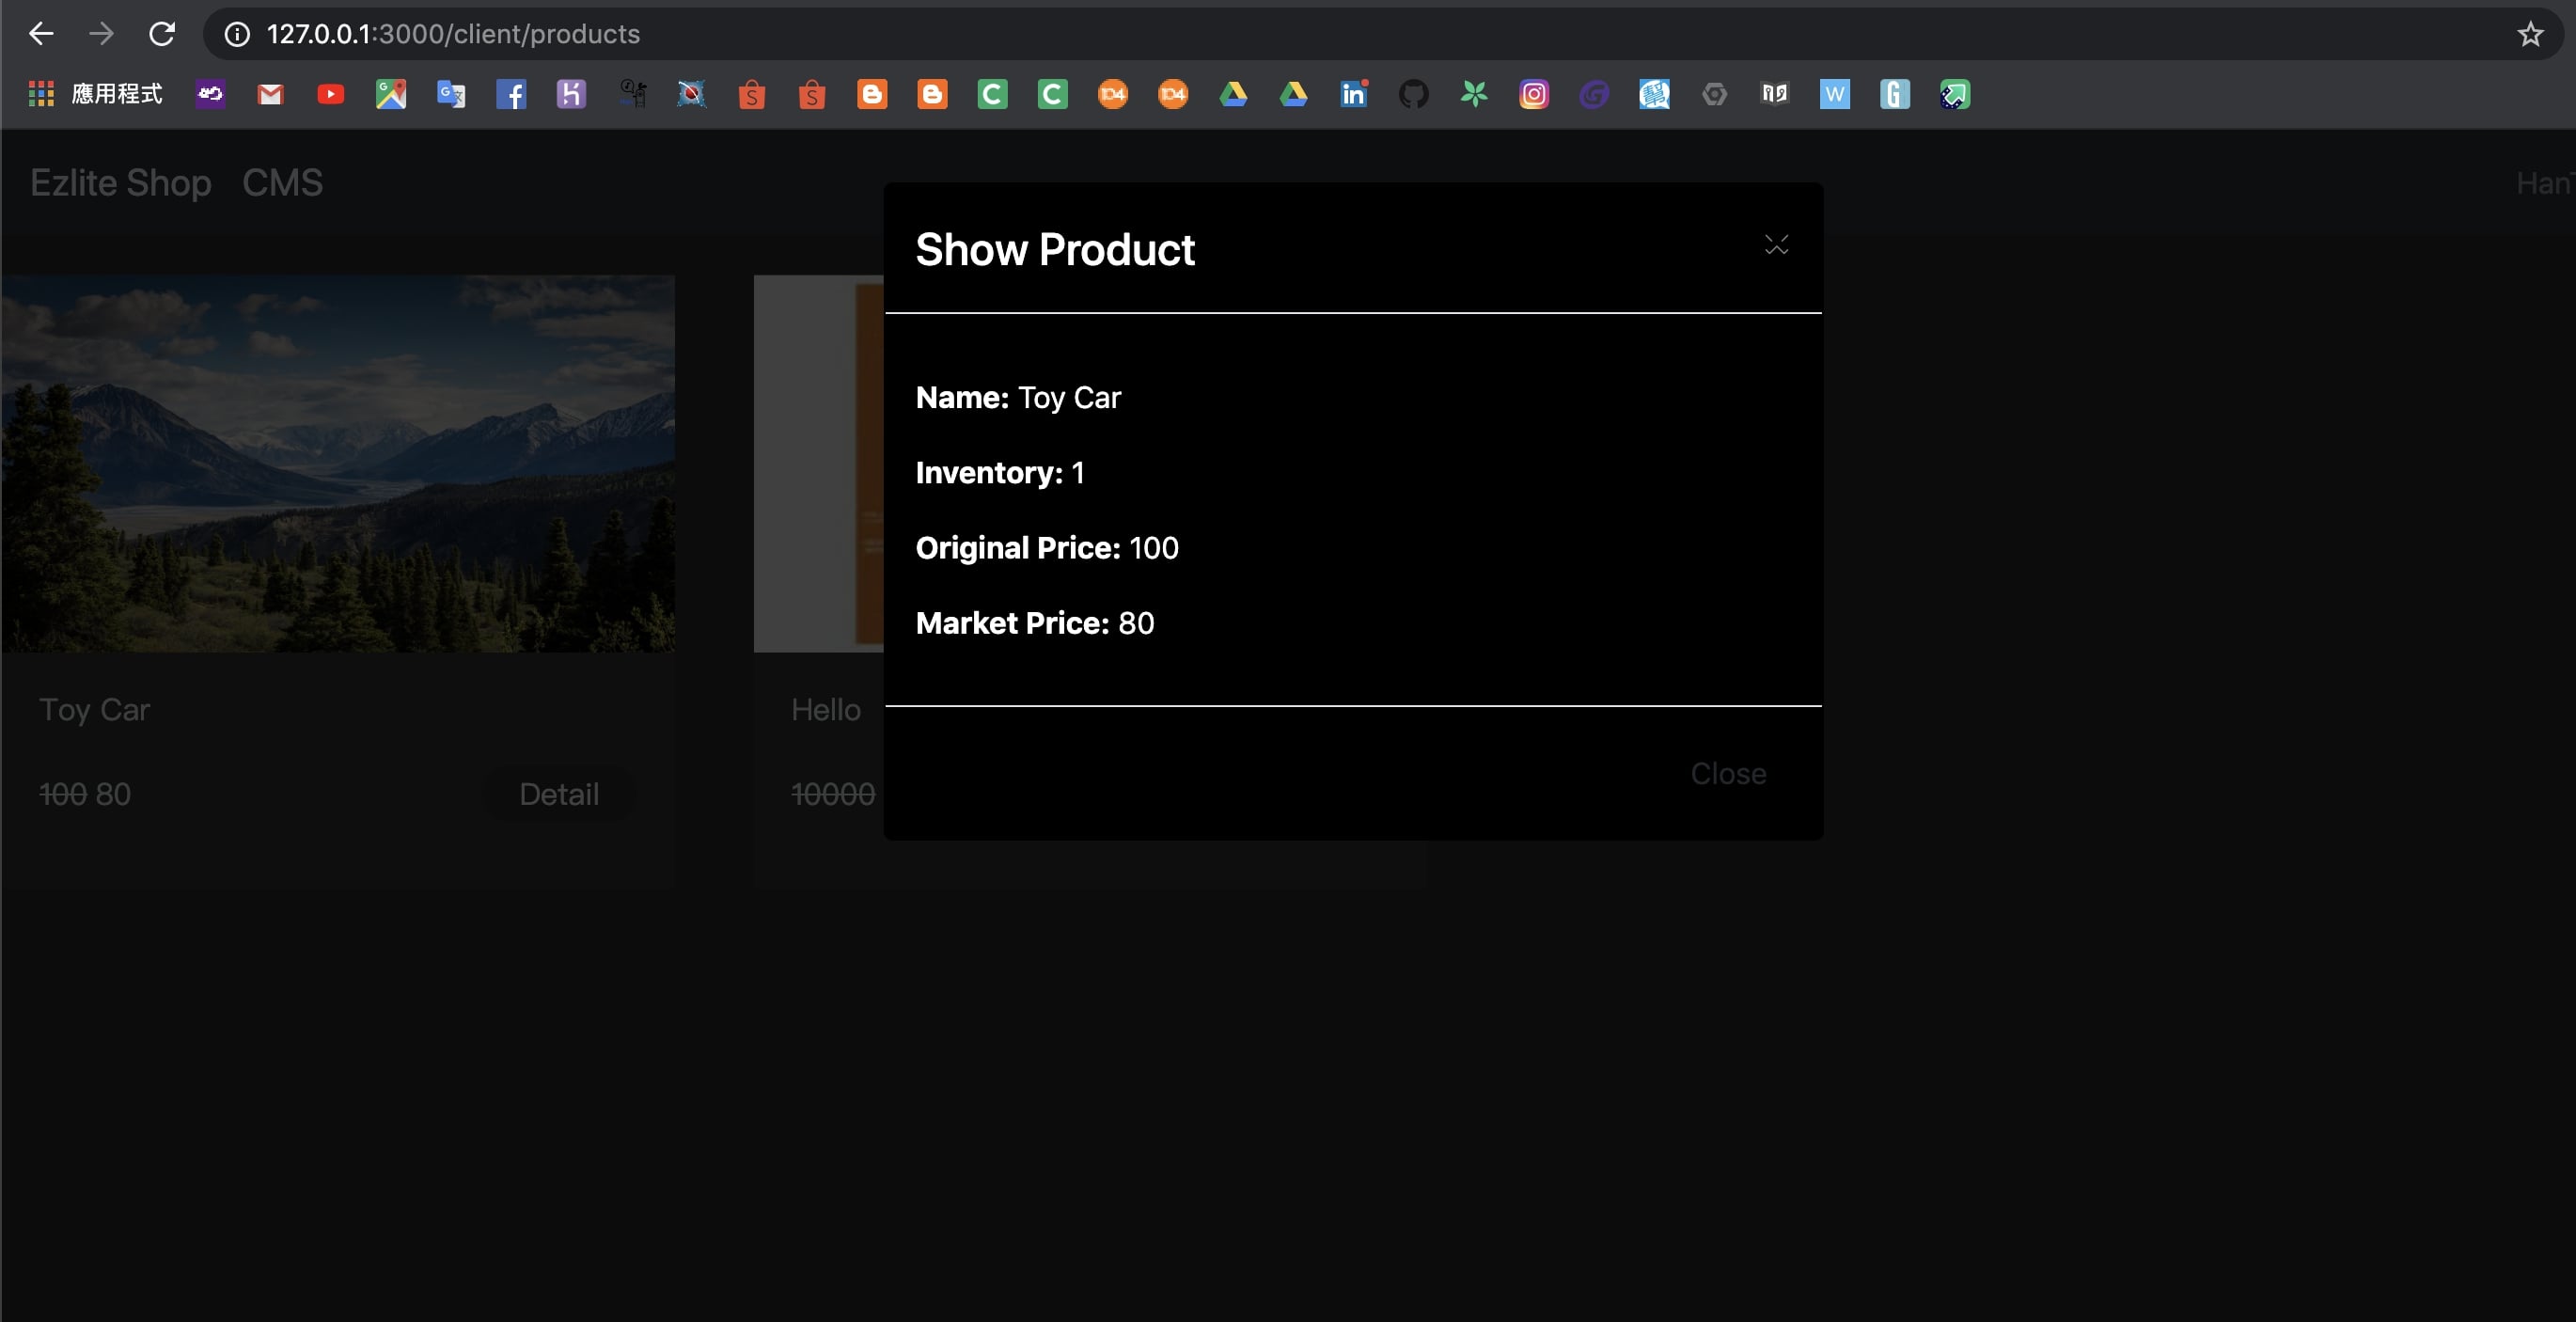 127.0.0.1:3000/client/products
應用程式
Ezlite Shop CMS
Show Product
Name: Toy Car
Inventory: 1
Original Price: 100
Market Price: 80
Close
Toy Car
100 80
Detail
Hello
10000